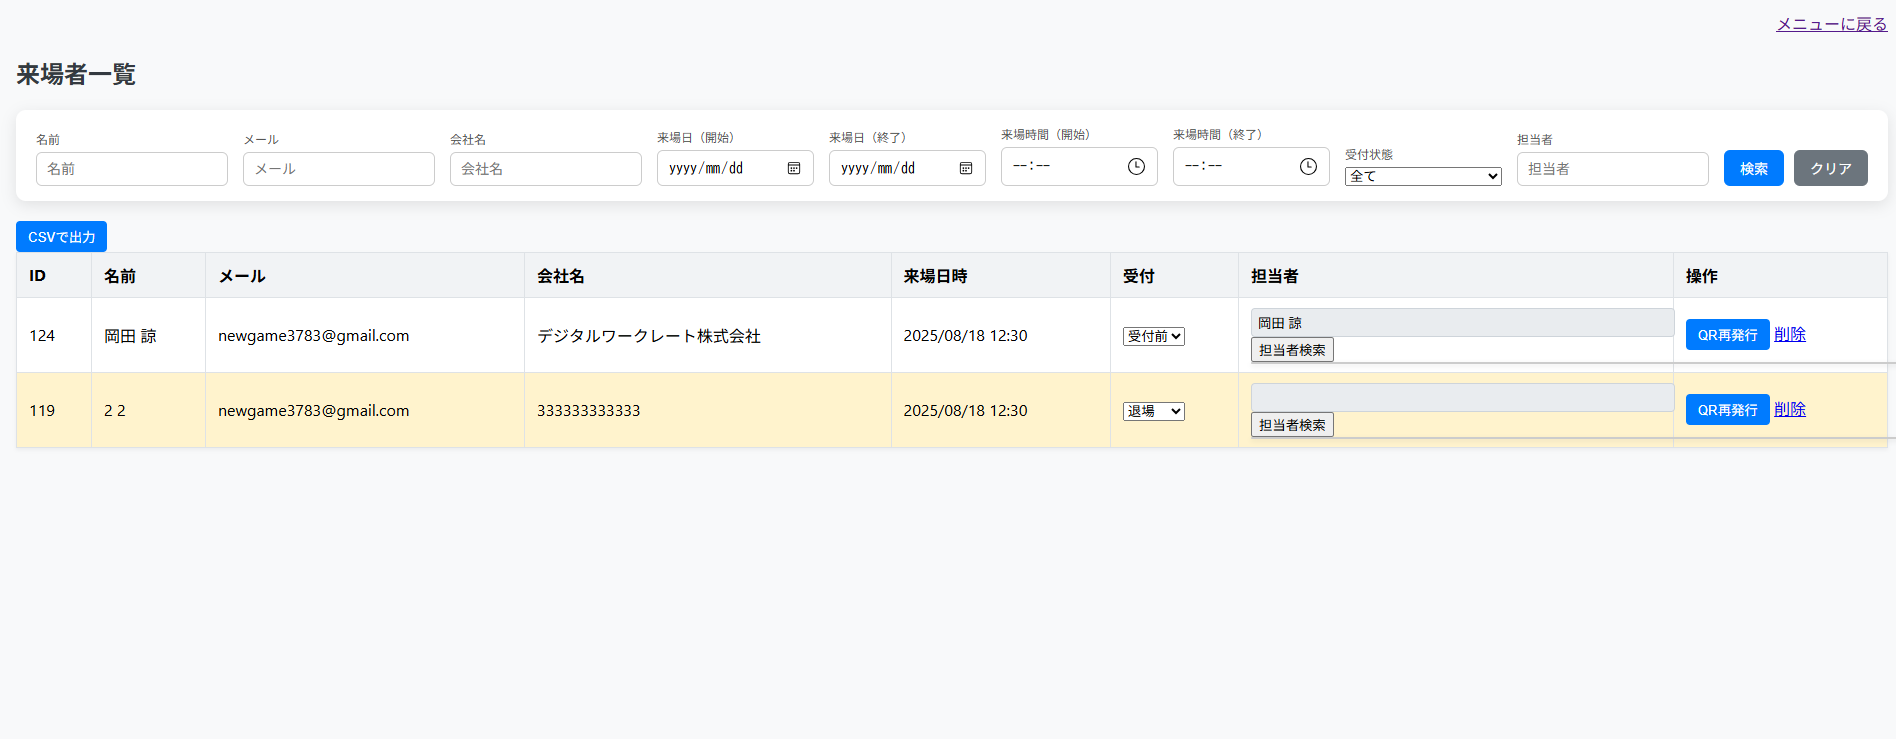 メニューに戻る
来場者一覧
名前 メール 会社名 来場日（開始） 来場日（終了） 来場時間（開始） 来場時間（終了） 受付状態 担当者
名前 メール 会社名 yyyy/mm/dd yyyy/mm/dd --:-- --:-- 全て 担当者 検索 クリア
CSVで出力
ID 名前 メール 会社名 来場日時 受付 担当者 操作
124 岡田 諒 newgame3783@gmail.com デジタルワークレート株式会社 2025/08/18 12:30 受付前 岡田 諒 QR再発行 削除
担当者検索
119 2 2 newgame3783@gmail.com 333333333333 2025/08/18 12:30 退場 QR再発行 削除
担当者検索